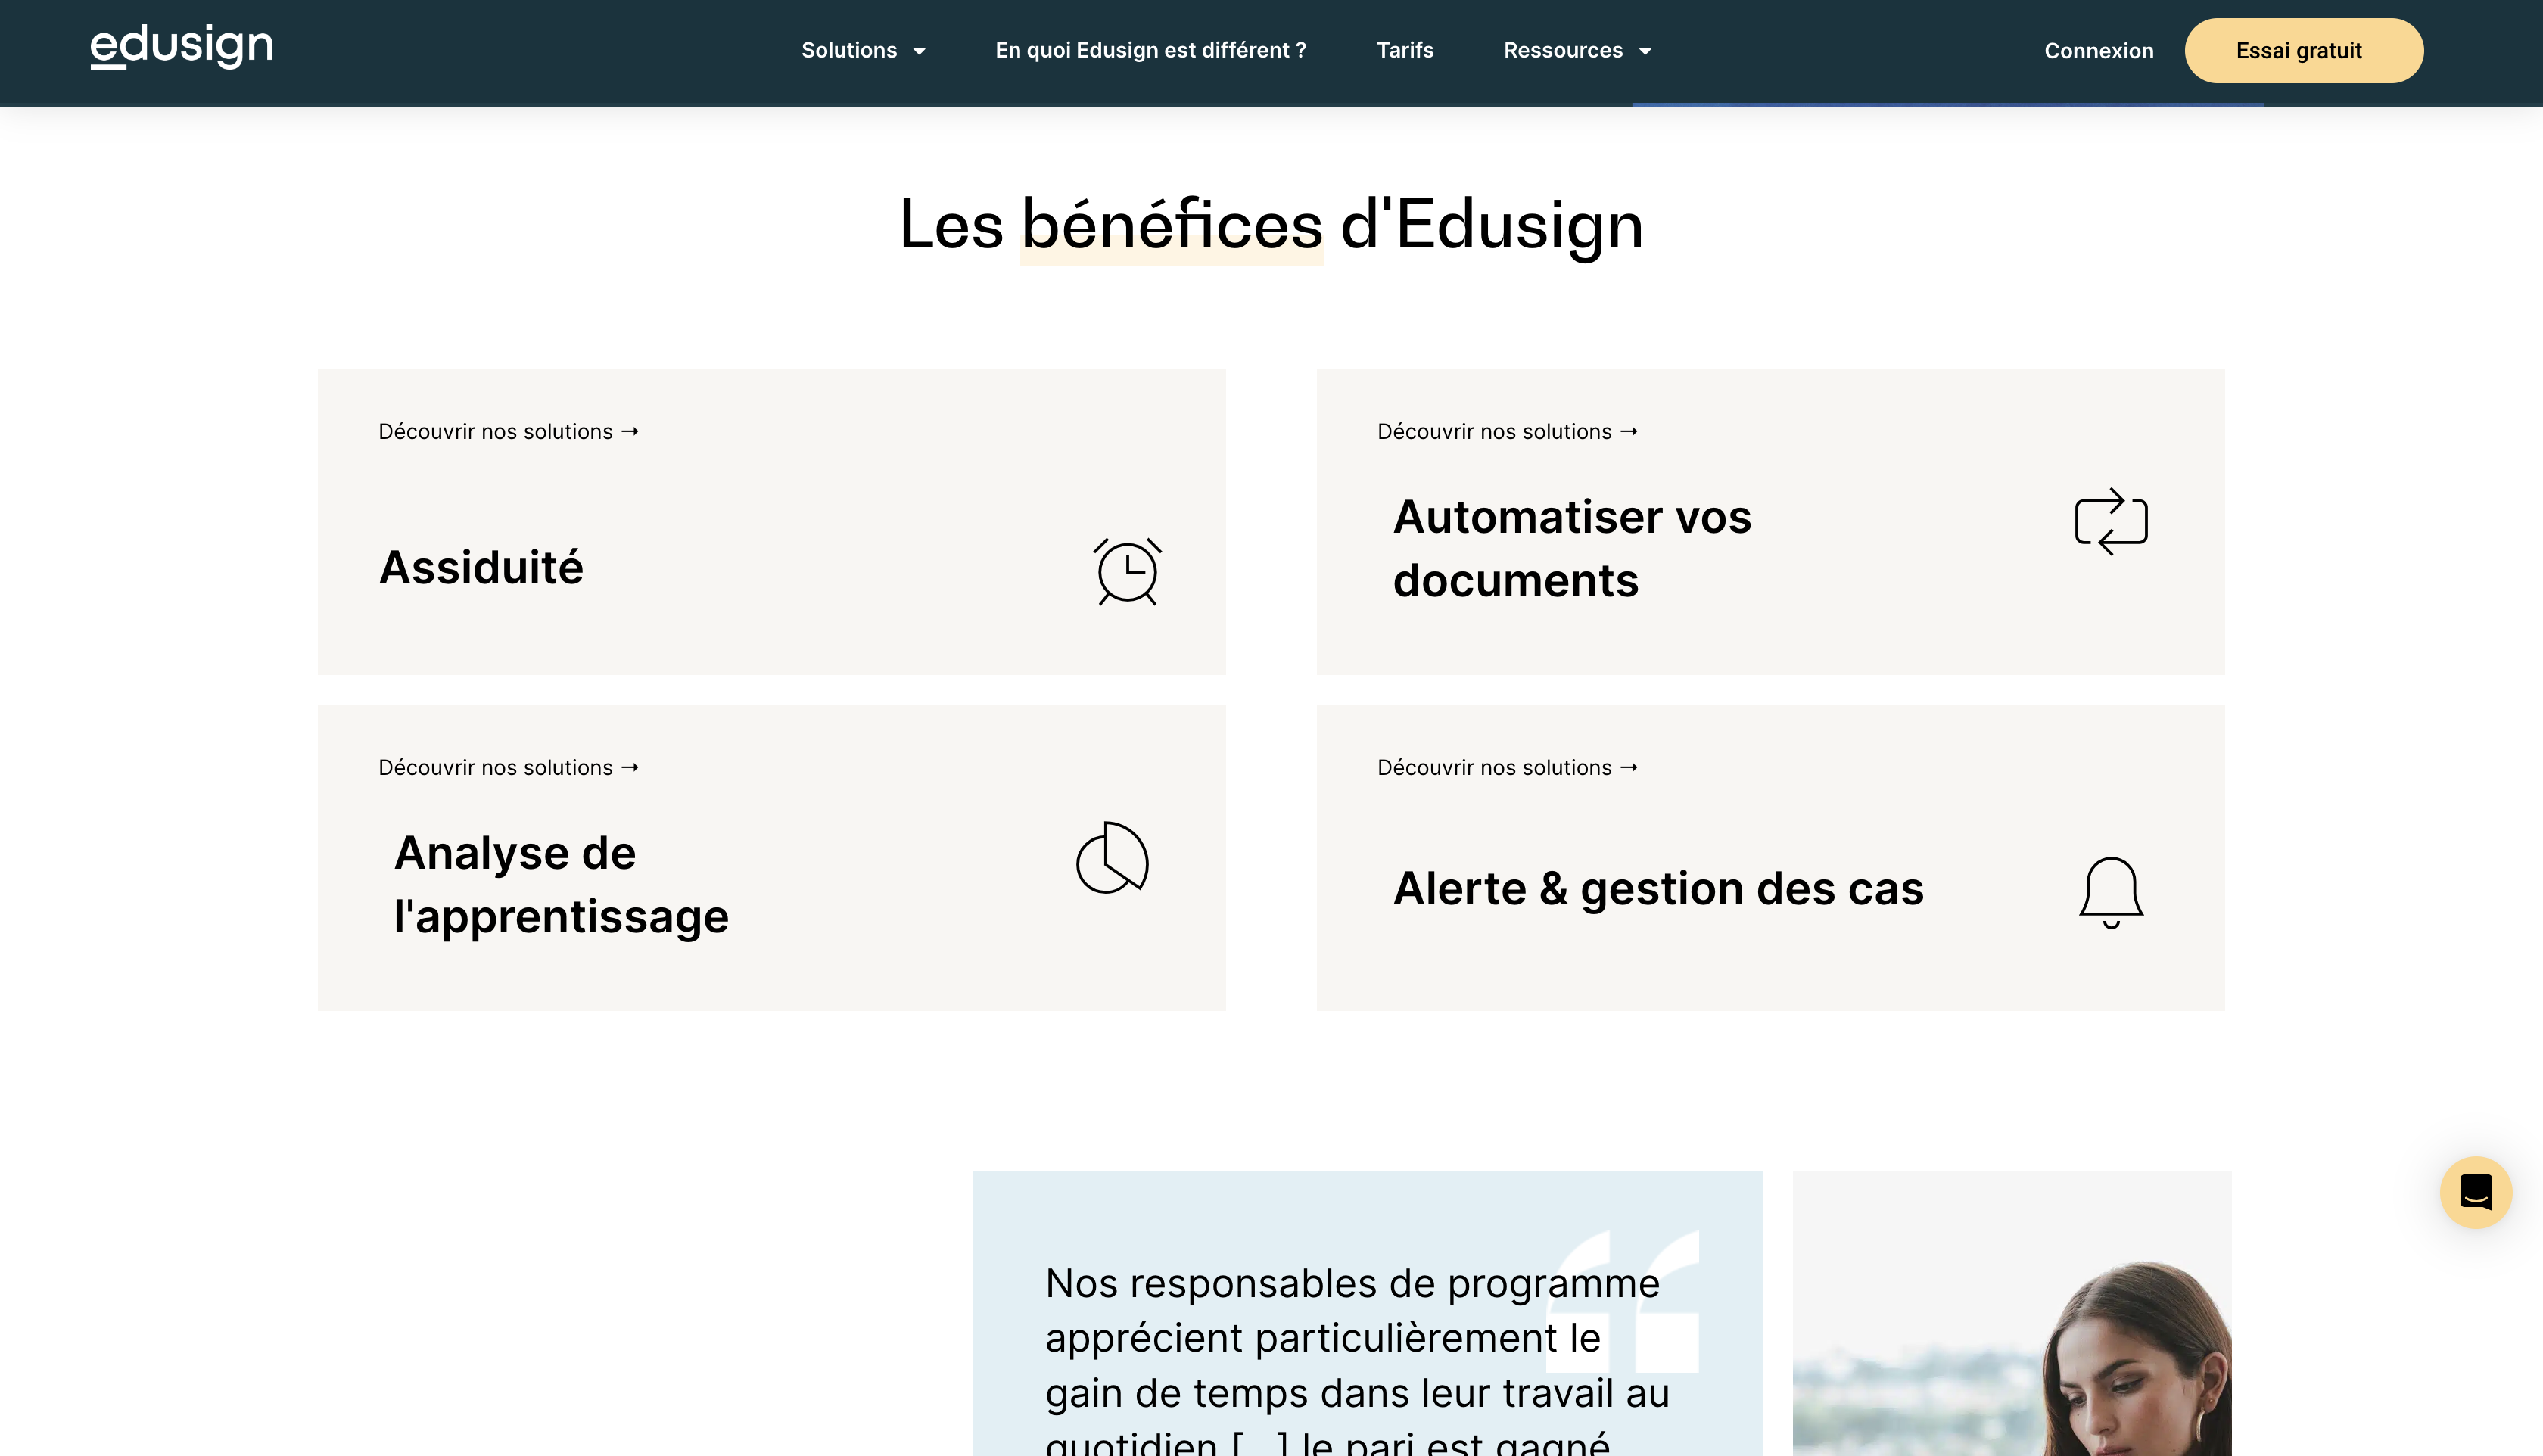 edusign
Solutions
En quoi Edusign est différent ?
Tarifs
Ressources
Connexion
Essai gratuit
Les bénéfices d'Edusign
Découvrir nos solutions →
Assiduité
Découvrir nos solutions →
Automatiser vos
documents
Découvrir nos solutions →
Analyse de
l'apprentissage
Découvrir nos solutions →
Alerte & gestion des cas
Nos responsables de programme
apprécient particulièrement le
gain de temps dans leur travail au
quotidien [...] le pari est gagné